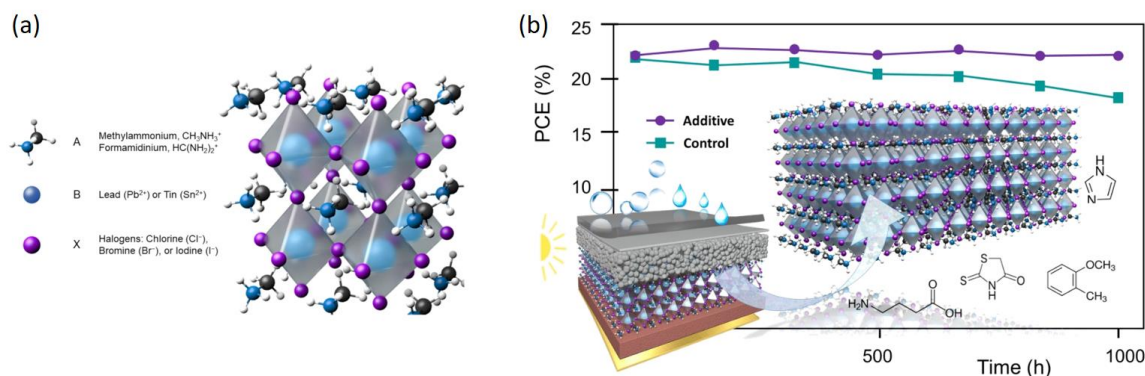 (a)
A Methylammonium, CH₃NH₃⁺
Formamidinium, HC(NH₂)₂⁺
B Lead (Pb²⁺) or Tin (Sn²⁺)
X Halogens: Chlorine (Cl⁻),
Bromine (Br⁻), or Iodine (I⁻)
(b)
PCE (%)
25
20
15
10
Additive
Control
H
N
N
S
S
N
H
O
OCH₃
CH₃
H₂N
O
OH
500
1000
Time (h)